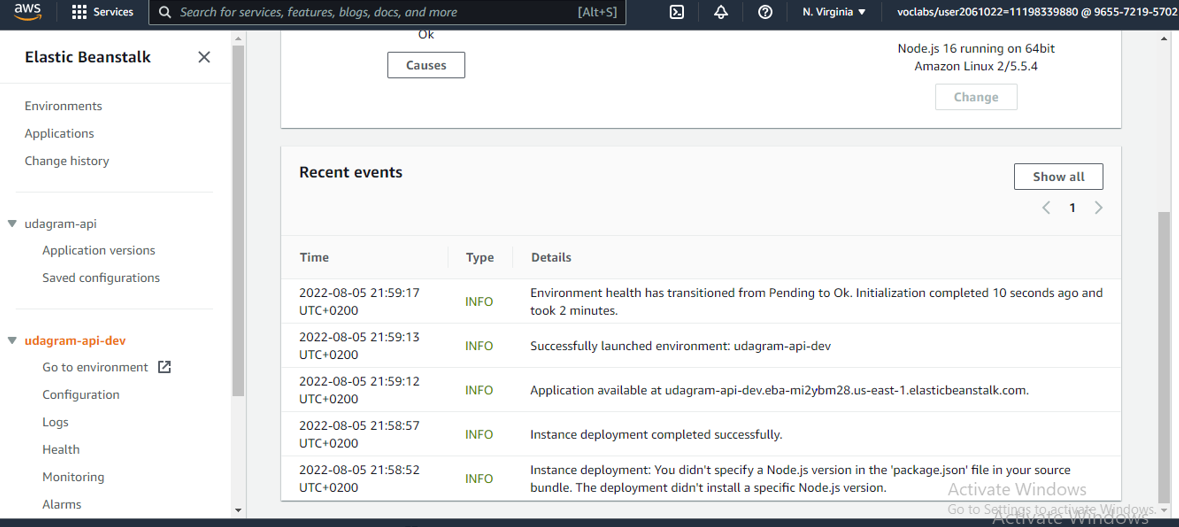 aws
Services
Search for services, features, blogs, docs, and more
[Alt+S]
N. Virginia
voclabs/user2061022=11198339880 @ 9655-7219-5702
Elastic Beanstalk
Environments
Applications
Change history
udagram-api
Application versions
Saved configurations
udagram-api-dev
Go to environment
Configuration
Logs
Health
Monitoring
Alarms
Ok
Causes
Node.js 16 running on 64bit
Amazon Linux 2/5.5.4
Change
Recent events
Show all
1
Time Type Details
2022-08-05 21:59:17
UTC+0200
INFO
Environment health has transitioned from Pending to Ok. Initialization completed 10 seconds ago and
took 2 minutes.
2022-08-05 21:59:13
UTC+0200
INFO
Successfully launched environment: udagram-api-dev
2022-08-05 21:59:12
UTC+0200
INFO
Application available at udagram-api-dev.eba-mi2ybm28.us-east-1.elasticbeanstalk.com.
2022-08-05 21:58:57
UTC+0200
INFO
Instance deployment completed successfully.
2022-08-05 21:58:52
UTC+0200
INFO
Instance deployment: You didn't specify a Node.js version in the 'package.json' file in your source
bundle. The deployment didn't install a specific Node.js version.
Activate Windows
Go to Settings to activate Windows.
Activate Windows